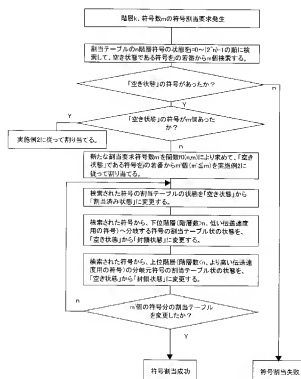 階層k、符号数mの符号割当要求発生
割当テーブルのn階層符号の状態をj=0~(2^n)-1の順に検
索して、空き状態である符号をjの若番からm個検索する。
「空き状態」の符号があったか?
n
Y
「空き状態」の符号がm個あっ
たか?
Y
n
実施例2に従って割り当てる。
新たな割当要求符号数m'を関数f0(n,m)により求めて、「空き
状態」である符号をjの若番からm'個(m'≦m)を実施例2に
従って割り当てる。
検索された符号の割当テーブルの状態を「空き状態」から
「割当済み状態」に変更する。
検索された符号から、下位階層(階層数>n、低い伝送速
度用の符号)へ分岐する符号の割当テーブル状の状態を、
「空き状態」から「封鎖状態」に変更する。
検索された符号から、上位階層(階層数<n、より高い伝送速
度用の符号)の分岐元符号の割当テーブル状の状態を、
「空き状態」から「封鎖状態」に変更する。
n
m'個の符号分の割当テーブル
を変更したか?
Y
符号割当成功
符号割当失敗